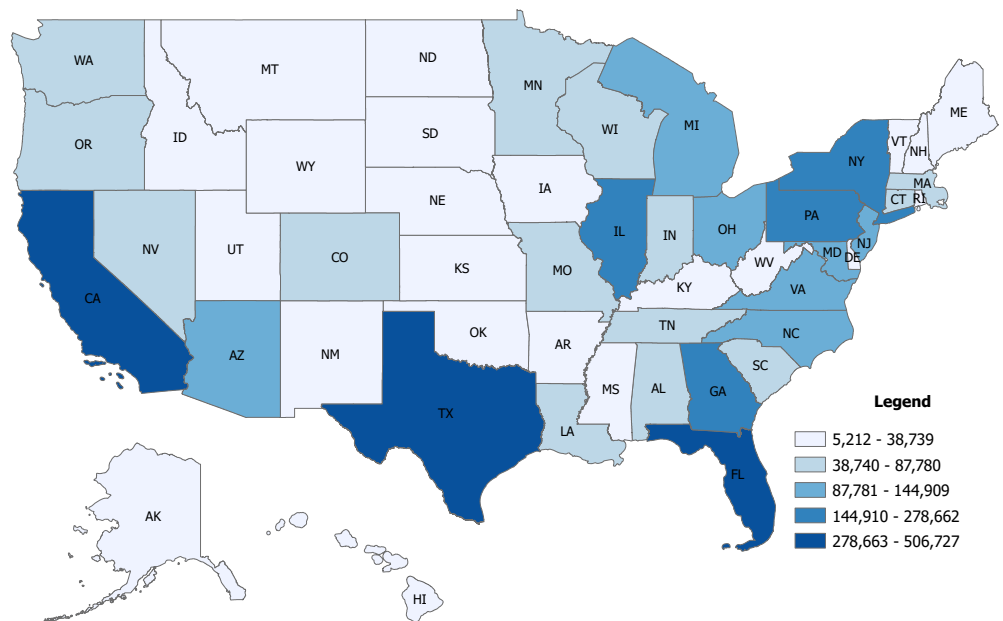 WA
MT
ND
MN
ME
VT
NH
OR
ID
SD
WI
MI
NY
MA
CT
RI
WY
IA
NE
PA
NV
UT
CO
KS
MO
IL
IN
OH
NJ
MD
DE
WV
VA
KY
CA
AZ
NM
OK
AR
TN
NC
SC
MS
AL
GA
TX
LA
FL
AK
HI
Legend
5,212 - 38,739
38,740 - 87,780
87,781 - 144,909
144,910 - 278,662
278,663 - 506,727